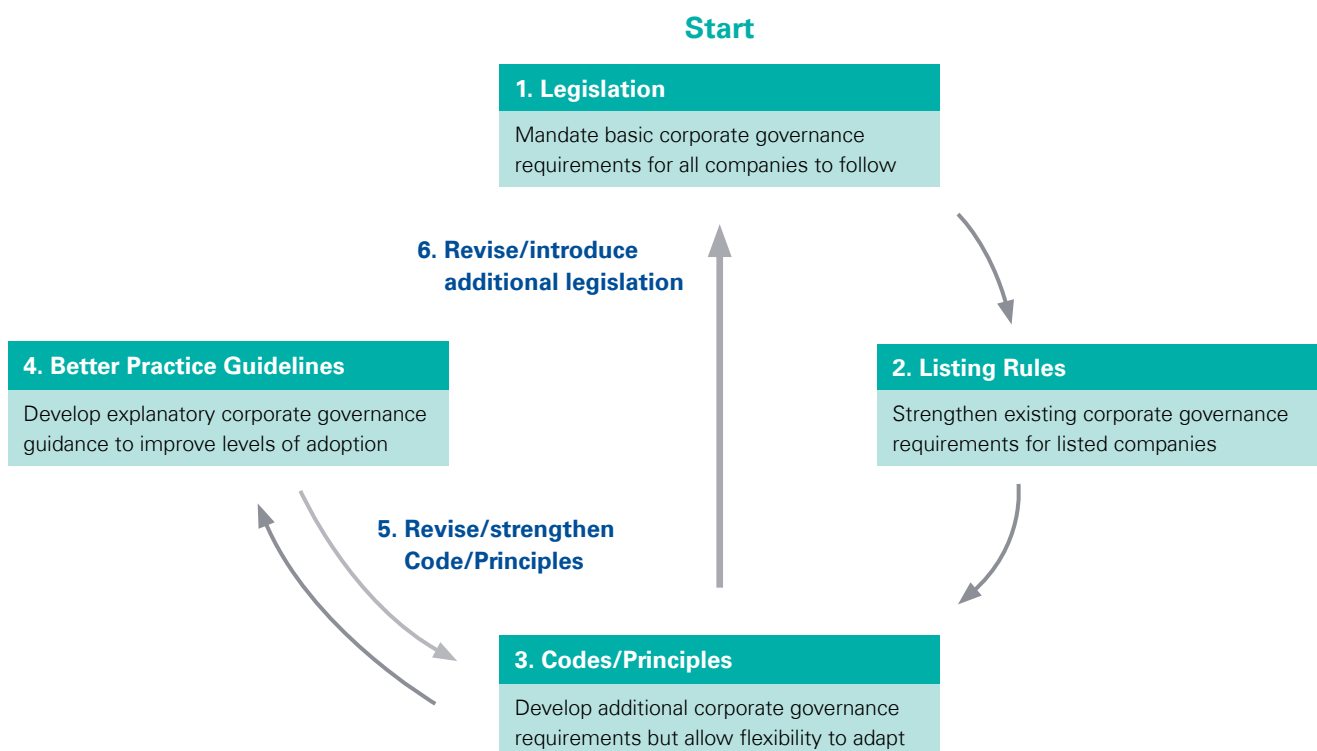 Start
1. Legislation
Mandate basic corporate governance
requirements for all companies to follow
6. Revise/introduce
additional legislation
4. Better Practice Guidelines
Develop explanatory corporate governance
guidance to improve levels of adoption
2. Listing Rules
Strengthen existing corporate governance
requirements for listed companies
5. Revise/strengthen
Code/Principles
3. Codes/Principles
Develop additional corporate governance
requirements but allow flexibility to adapt